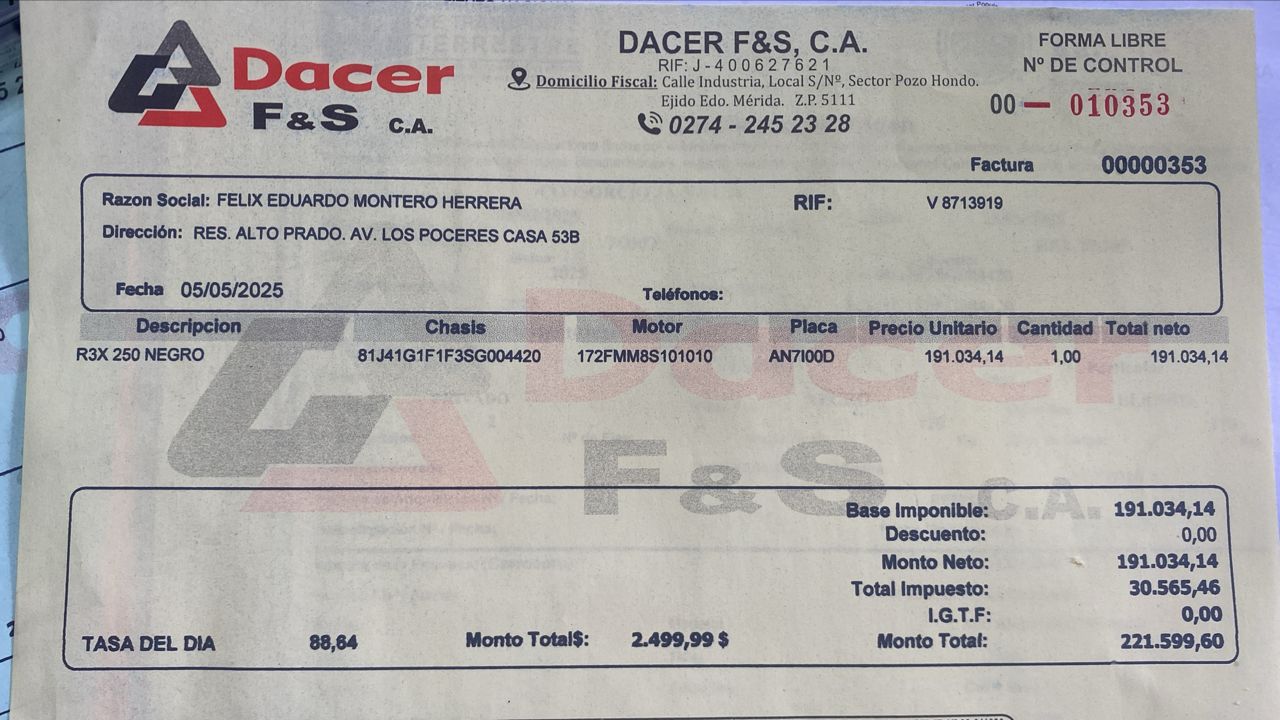 Dacer
F&S C.A.
DACER F&S, C.A.
RIF: J-400627621
Domicilio Fiscal: Calle Industria, Local S/Nº, Sector Pozo Hondo.
Ejido Edo. Mérida. Z.P. 5111
0274 - 245 23 28
FORMA LIBRE
Nº DE CONTROL
00 — 010353
Factura 00000353
Razon Social: FELIX EDUARDO MONTERO HERRERA RIF: V 8713919
Dirección: RES. ALTO PRADO. AV. LOS POCERES CASA 53B
Fecha 05/05/2025 Teléfonos:
Descripcion Chasis Motor Placa Precio Unitario Cantidad Total neto
R3X 250 NEGRO 81J41G1F1F3SG004420 172FMM8S101010 AN7I00D 191.034,14 1,00 191.034,14
Dacer
F&S C.A.
Base Imponible: 191.034,14
Descuento: 0,00
Monto Neto: 191.034,14
Total Impuesto: 30.565,46
I.G.T.F: 0,00
TASA DEL DIA 88,64 Monto Total$: 2.499,99 $ Monto Total: 221.599,60